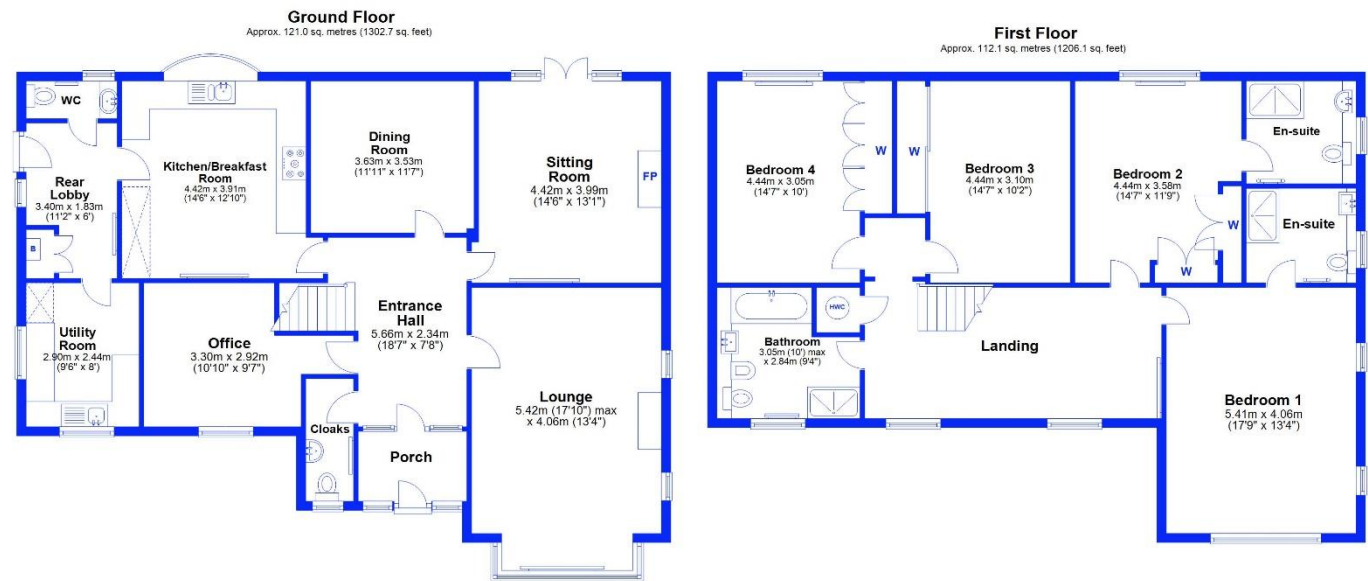 Ground Floor
Approx. 121.0 sq. metres (1302.7 sq. feet)
WC
Kitchen/Breakfast
Room
4.42m x 3.91m
(14'6" x 12'10")
Dining
Room
3.63m x 3.53m
(11'11" x 11'7")
Sitting
Room
4.42m x 3.99m
(14'6" x 13'1")
FP
Rear
Lobby
3.40m x 1.83m
(11'2" x 6')
B
Utility
Room
2.90m x 2.44m
(9'6" x 8')
Office
3.30m x 2.92m
(10'10" x 9'7")
Entrance
Hall
5.66m x 2.34m
(18'7" x 7'8")
Lounge
5.42m (17'10") max
x 4.06m (13'4")
Cloaks
Porch
First Floor
Approx. 112.1 sq. metres (1206.1 sq. feet)
Bedroom 4
4.44m x 3.05m
(14'7" x 10')
W
W
Bedroom 3
4.44m x 3.10m
(14'7" x 10'2")
Bedroom 2
4.44m x 3.58m
(14'7" x 11'9")
W
W
En-suite
En-suite
HWC
Bathroom
3.05m (10') max
x 2.84m (9'4")
Landing
Bedroom 1
5.41m x 4.06m
(17'9" x 13'4")